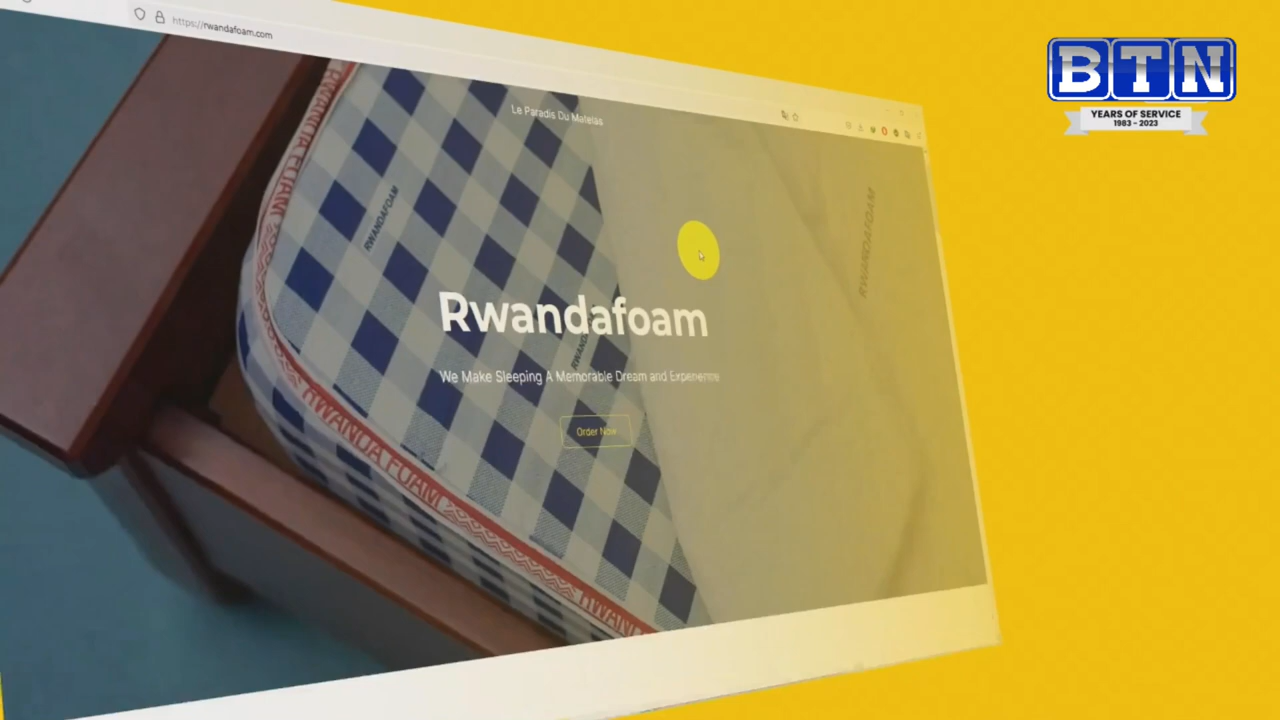 https://rwandafoam.com
BTN
YEARS OF SERVICE
1983 - 2023
Le Paradis Du Matelas
RWANDAFOAM
RWANDAFOAM
Rwandafoam
We Make Sleeping A Memorable Dream and Experience
Order Now
RWANDA FOAM